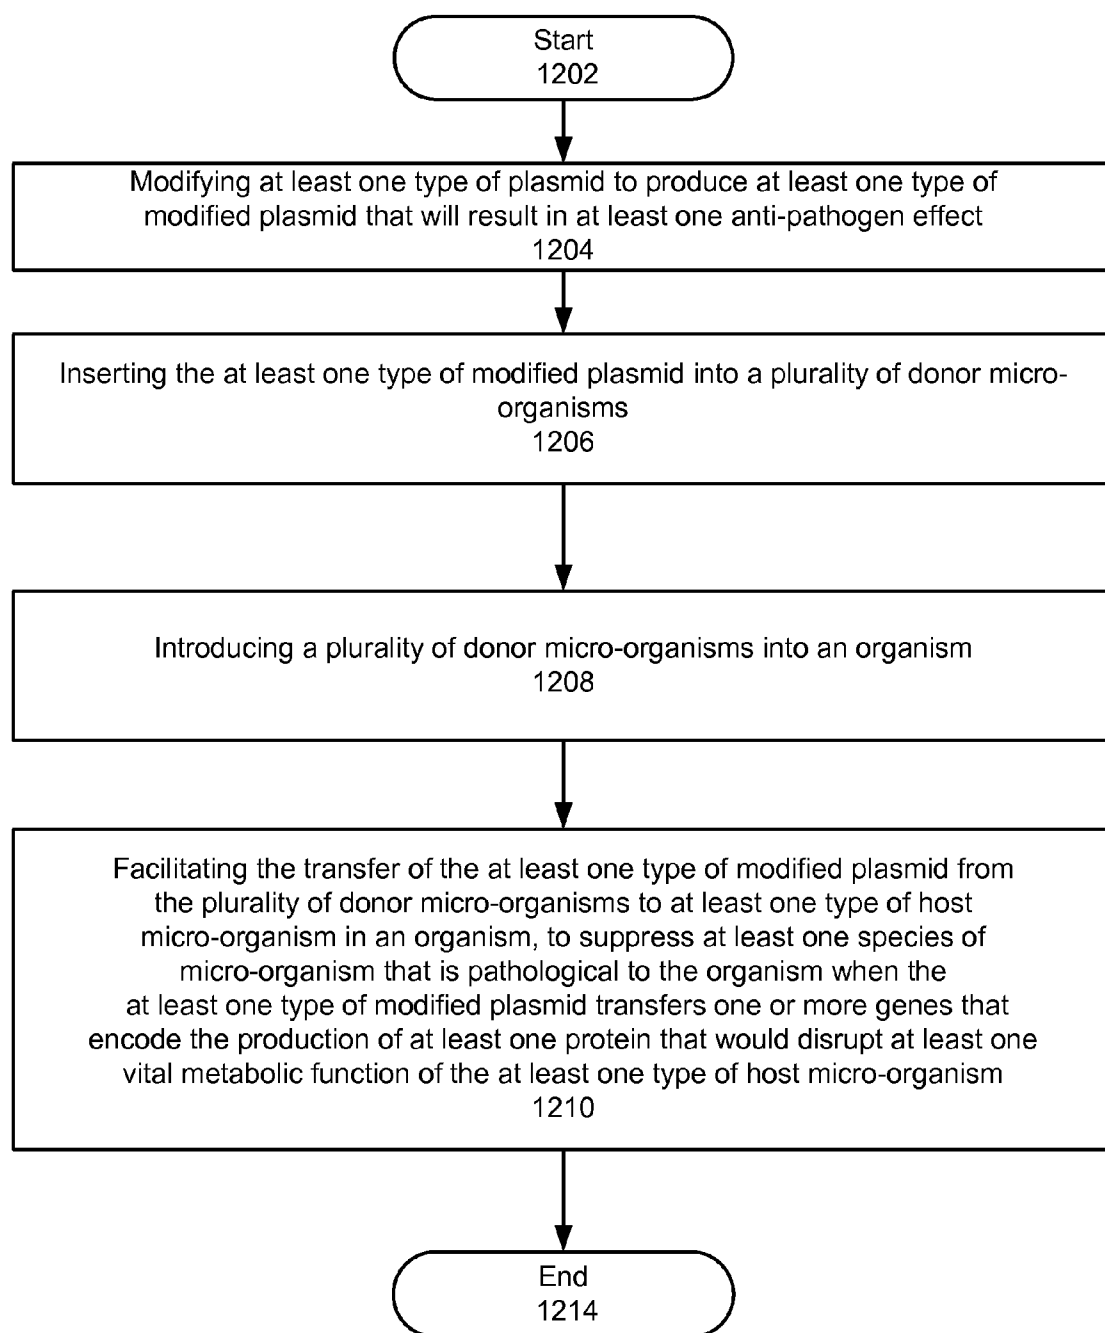 Start
1202
Modifying at least one type of plasmid to produce at least one type of
modified plasmid that will result in at least one anti-pathogen effect
1204
Inserting the at least one type of modified plasmid into a plurality of donor micro-
organisms
1206
Introducing a plurality of donor micro-organisms into an organism
1208
Facilitating the transfer of the at least one type of modified plasmid from
the plurality of donor micro-organisms to at least one type of host
micro-organism in an organism, to suppress at least one species of
micro-organism that is pathological to the organism when the
at least one type of modified plasmid transfers one or more genes that
encode the production of at least one protein that would disrupt at least one
vital metabolic function of the at least one type of host micro-organism
1210
End
1214